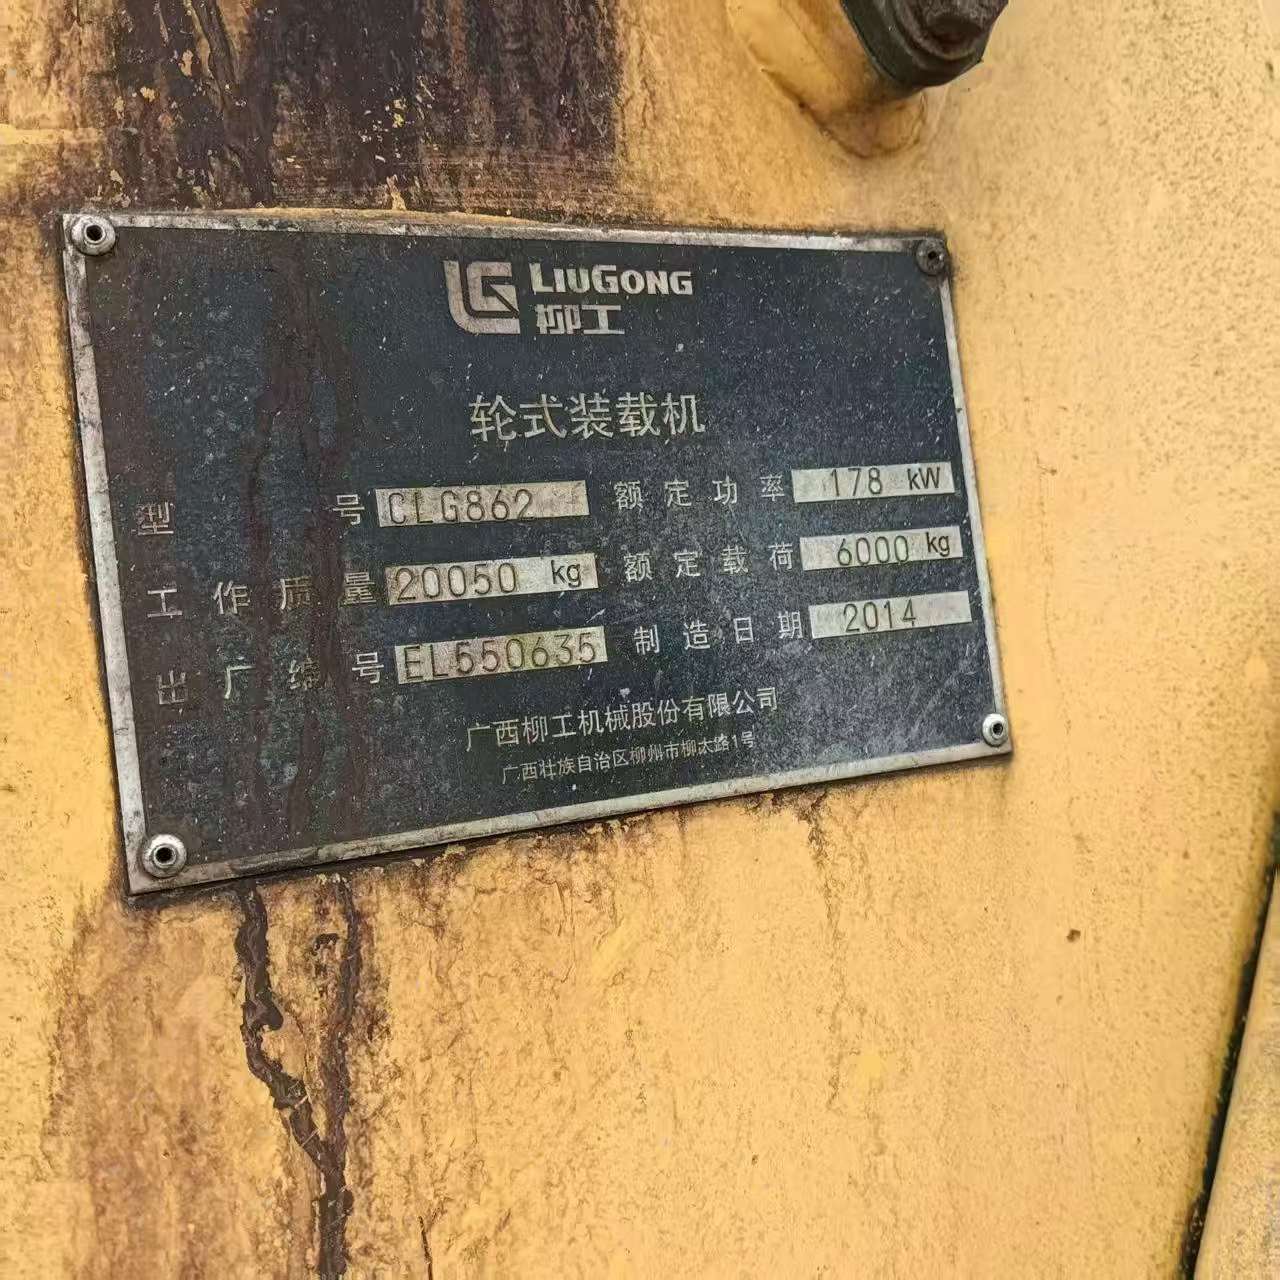 LG LIUGONG
柳工
轮式装载机
型号 CLG862 额定功率 178 kW
工作质量 20050 kg 额定载荷 6000 kg
出厂编号 EL550635 制造日期 2014
广西柳工机械股份有限公司
广西壮族自治区柳州市柳太路1号